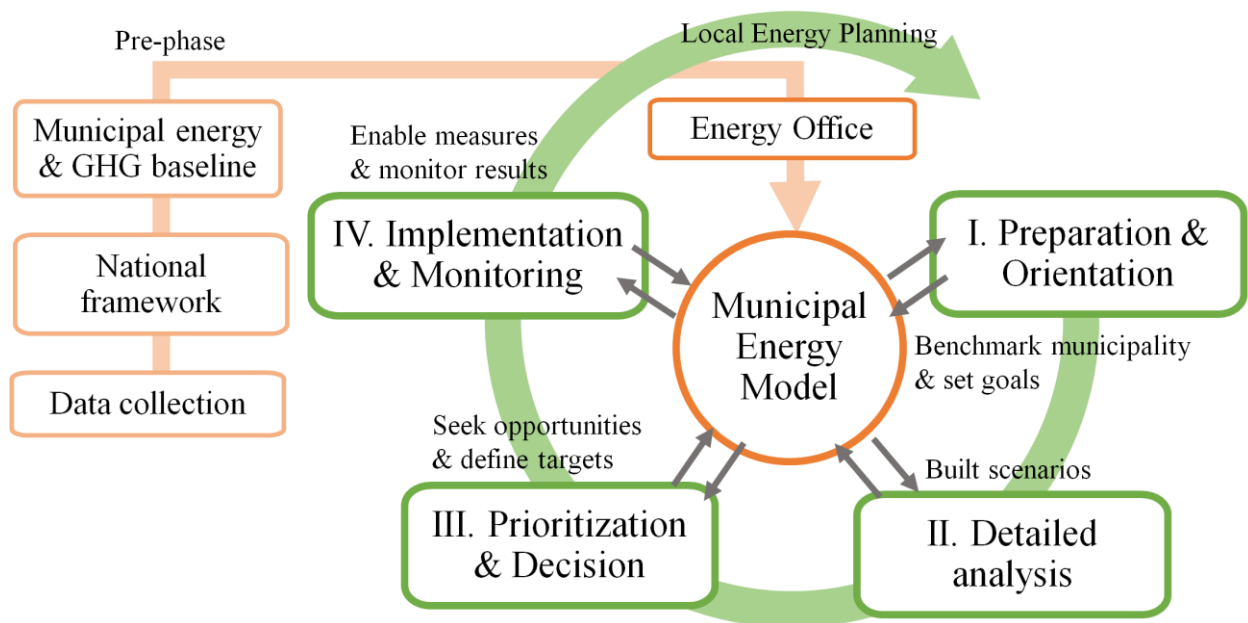 Pre-phase
Local Energy Planning
Municipal energy
& GHG baseline
National
framework
Data collection
Energy Office
Enable measures
& monitor results
IV. Implementation
& Monitoring
I. Preparation &
Orientation
Municipal
Energy
Model
Benchmark municipality
& set goals
Seek opportunities
& define targets
Built scenarios
III. Prioritization
& Decision
II. Detailed
analysis